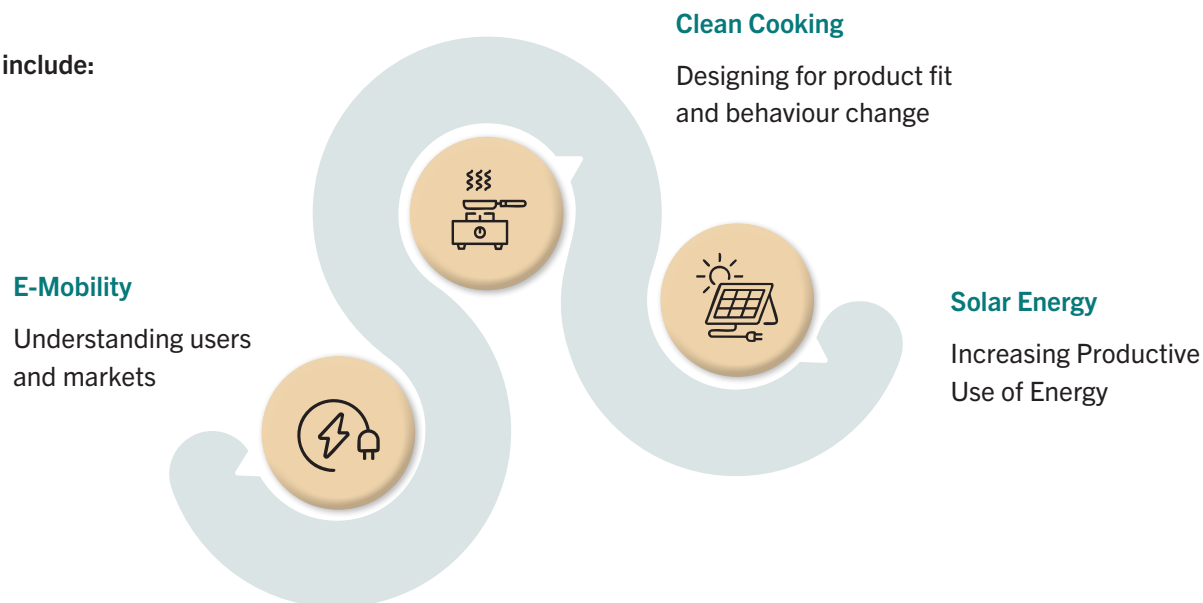 include:
Clean Cooking
Designing for product fit
and behaviour change
E-Mobility
Understanding users
and markets
Solar Energy
Increasing Productive
Use of Energy